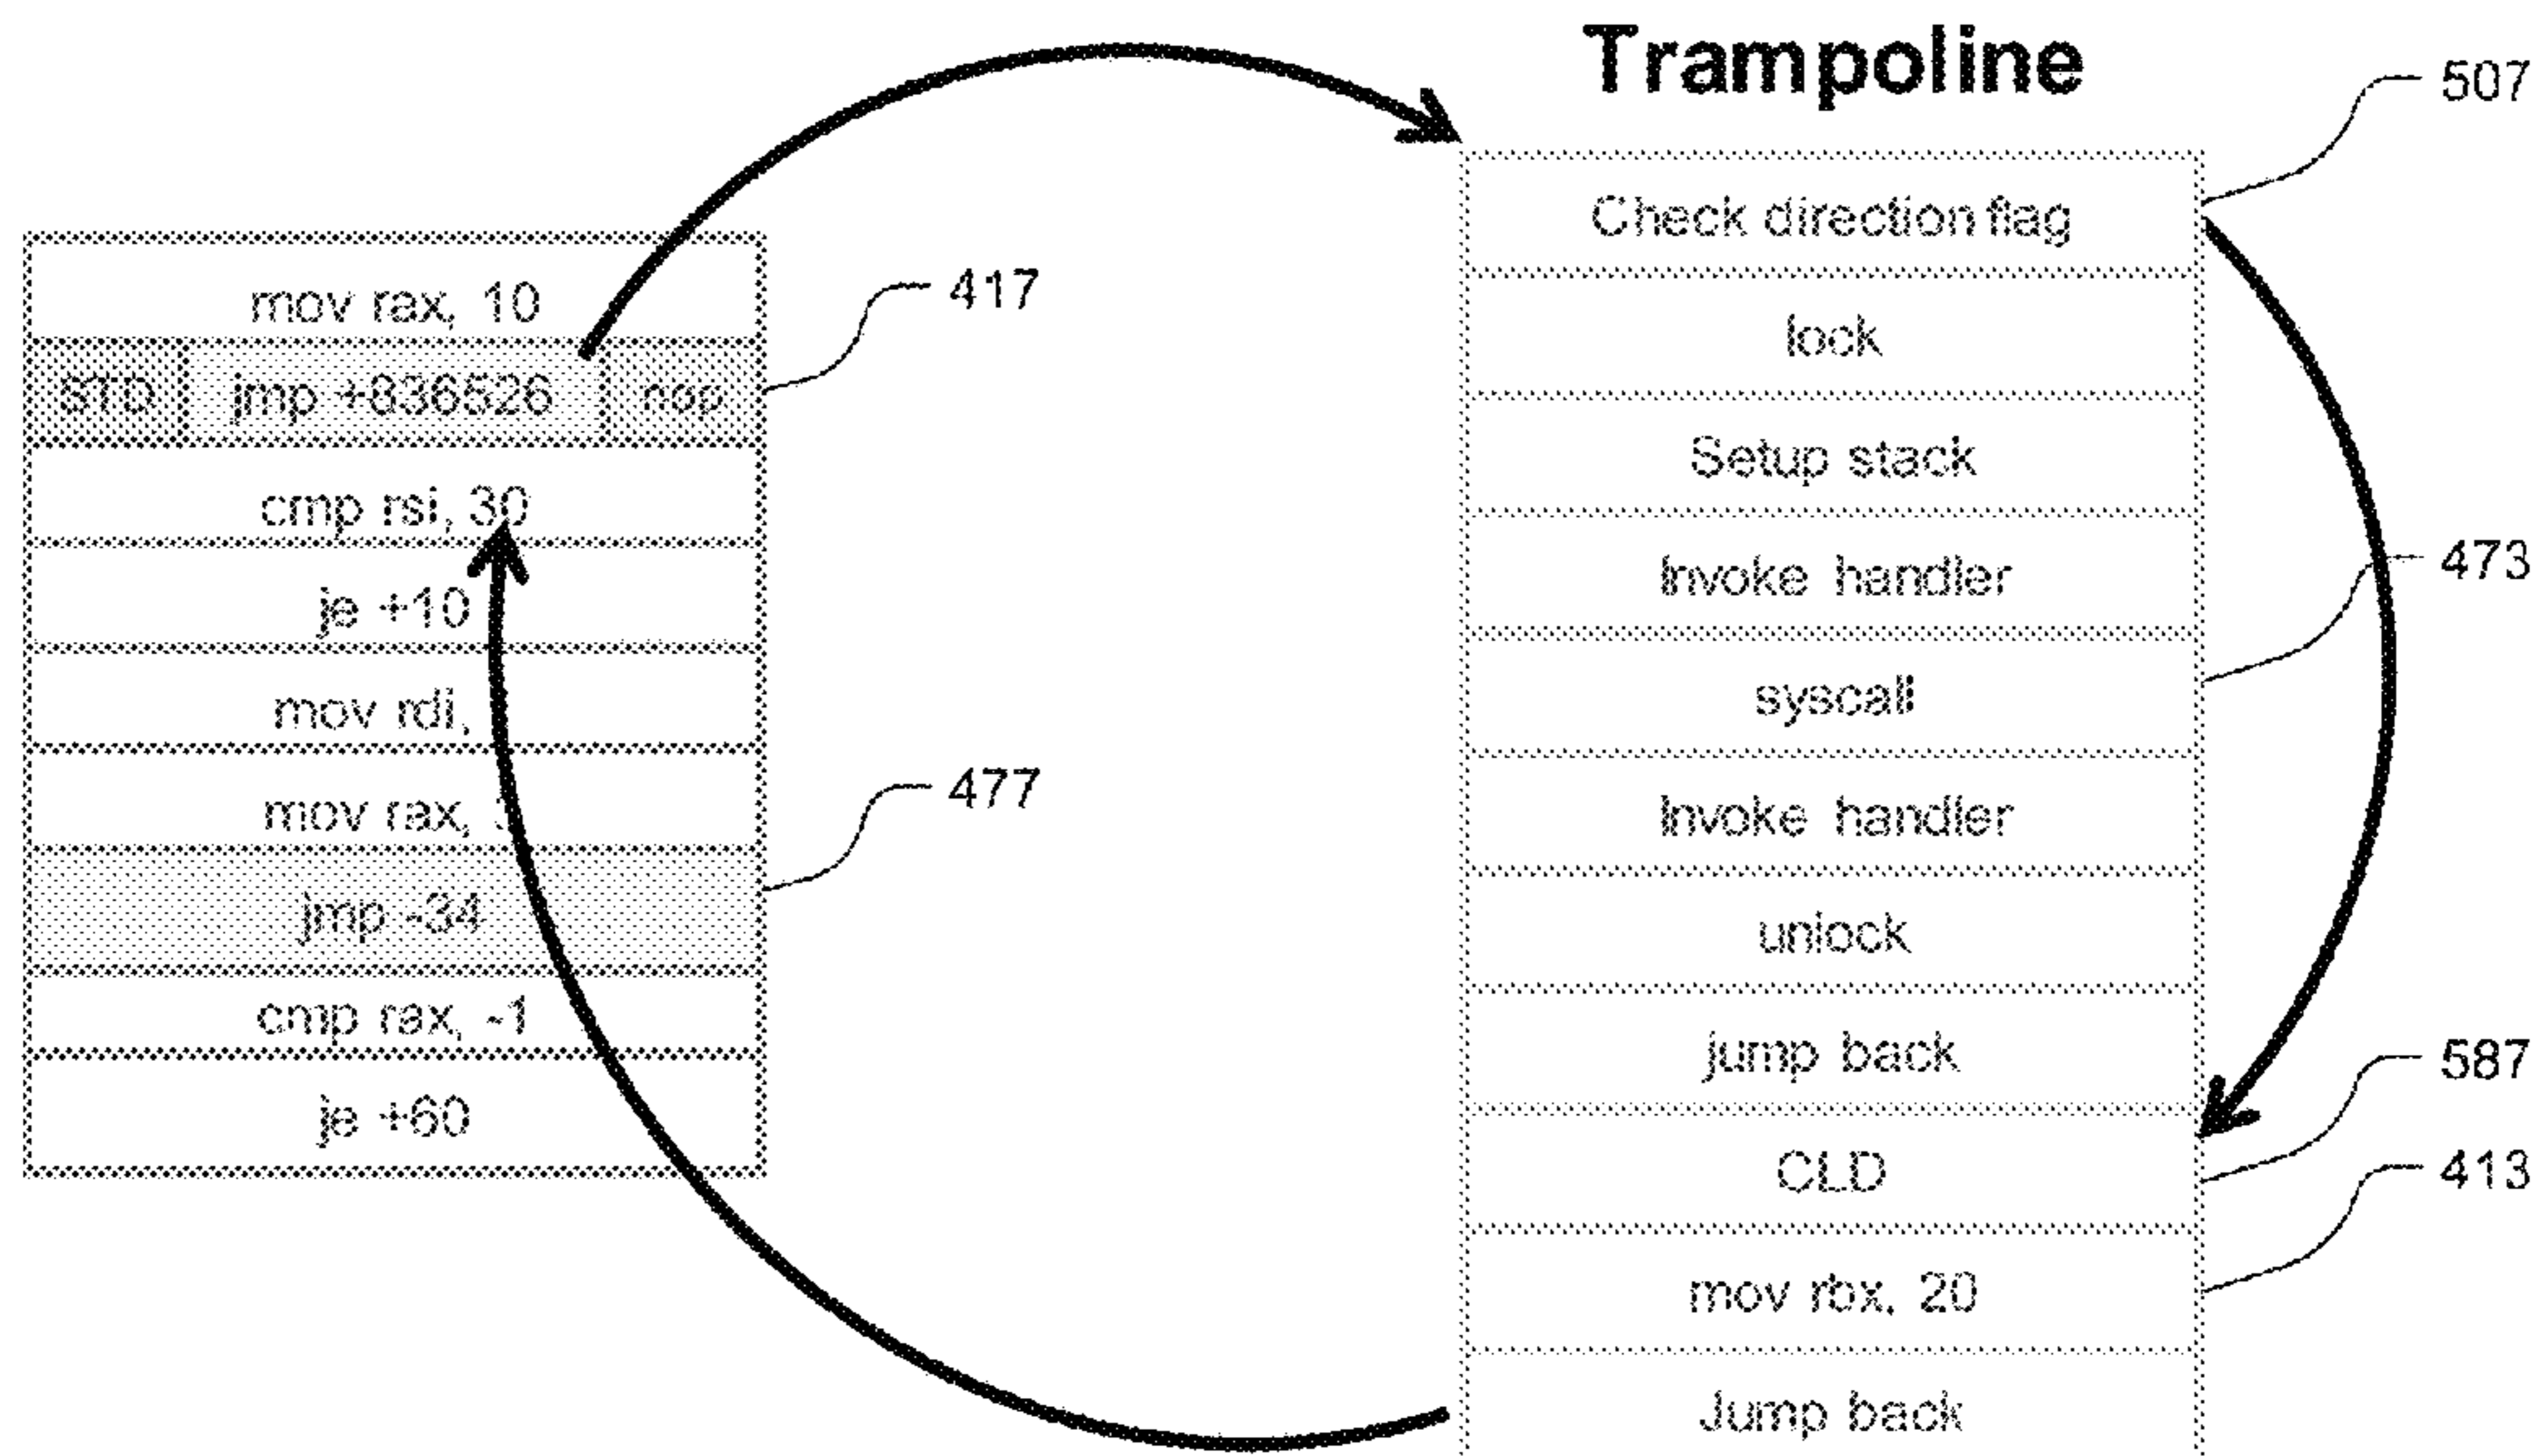 Trampoline
507
Check direction flag
mov rax, 10
417
lock
STD jmp +836526 nop
Setup stack
cmp rsi, 30
473
Invoke handler
je +10
syscall
mov rdi,
477
mov rax,
Invoke handler
jmp -34
unlock
cmp rax, -1
jump back
587
je +60
CLD
413
mov rbx, 20
Jump back